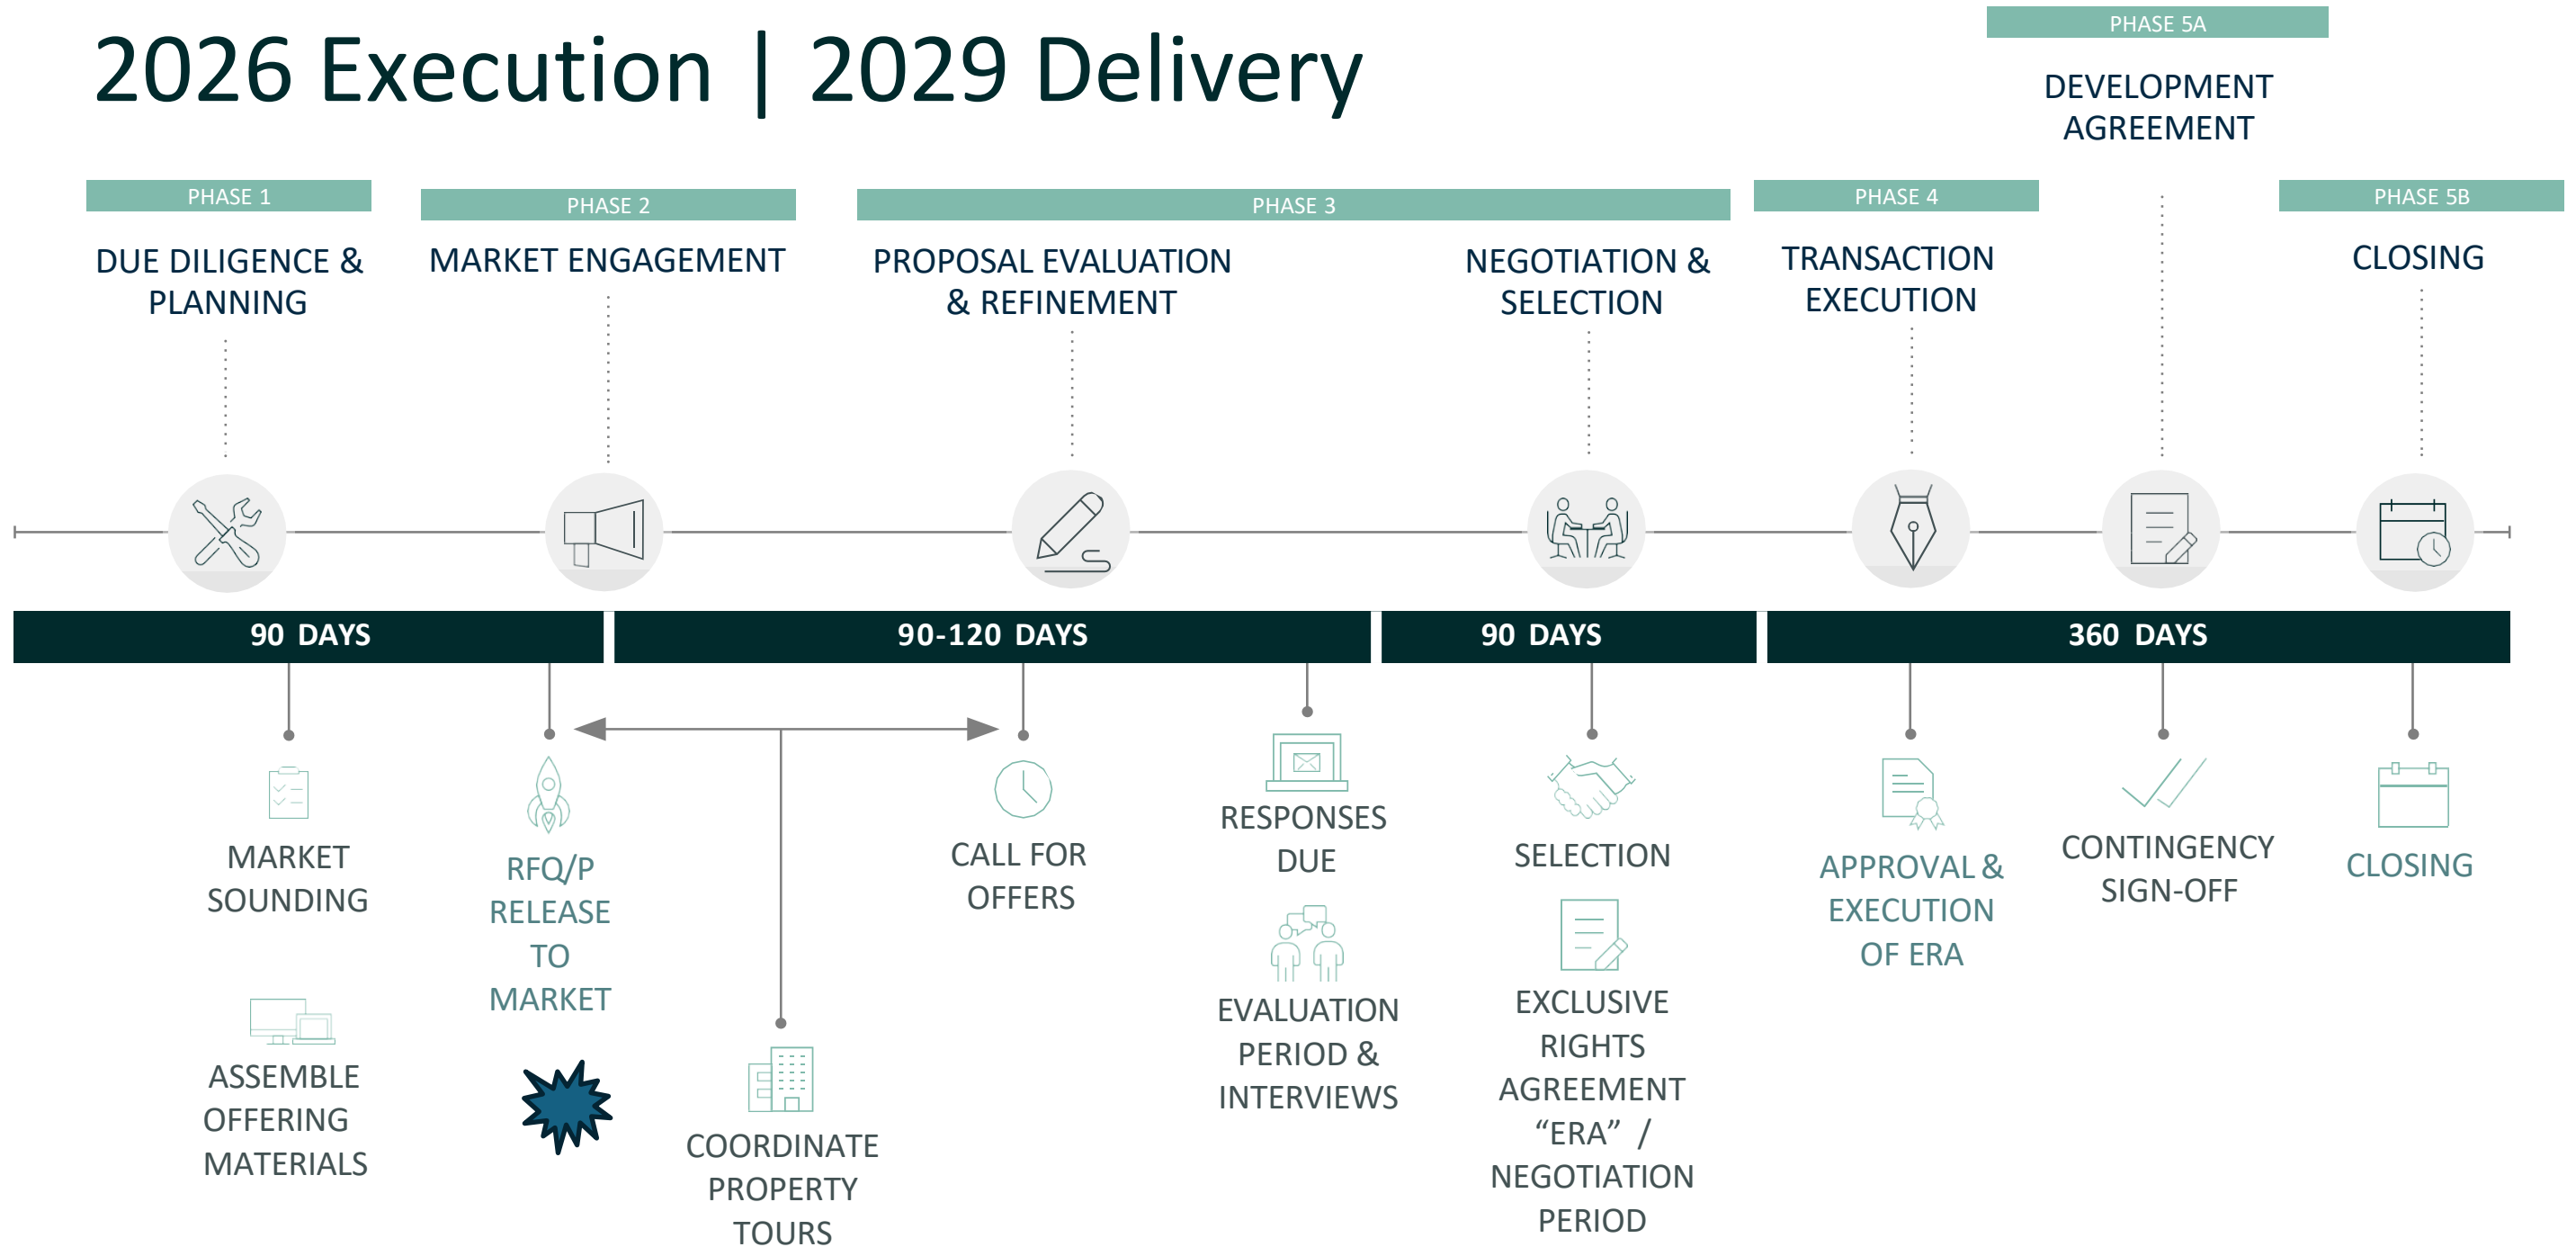 2026 Execution | 2029 Delivery
PHASE 5A
DEVELOPMENT
AGREEMENT
PHASE 1
DUE DILIGENCE &
PLANNING
PHASE 2
MARKET ENGAGEMENT
PHASE 3
PROPOSAL EVALUATION
& REFINEMENT
NEGOTIATION &
SELECTION
PHASE 4
TRANSACTION
EXECUTION
PHASE 5B
CLOSING
90 DAYS
90-120 DAYS
90 DAYS
360 DAYS
MARKET
SOUNDING
ASSEMBLE
OFFERING
MATERIALS
RFQ/P
RELEASE
TO
MARKET
COORDINATE
PROPERTY
TOURS
CALL FOR
OFFERS
RESPONSES
DUE
EVALUATION
PERIOD &
INTERVIEWS
SELECTION
EXCLUSIVE
RIGHTS
AGREEMENT
“ERA” /
NEGOTIATION
PERIOD
APPROVAL &
EXECUTION
OF ERA
CONTINGENCY
SIGN-OFF
CLOSING